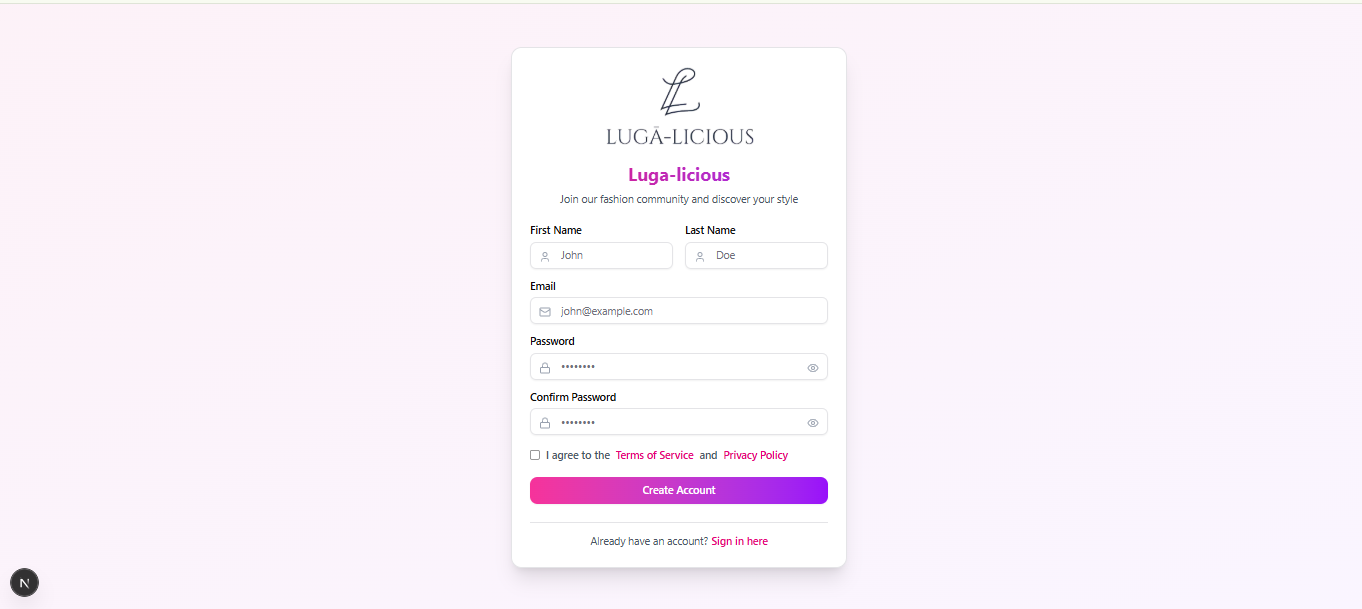 LUGĀ-LICIOUS
Luga-licious
Join our fashion community and discover your style
First Name Last Name
John Doe
Email
john@example.com
Password
••••••••
Confirm Password
••••••••
I agree to the Terms of Service and Privacy Policy
Create Account
Already have an account? Sign in here
N